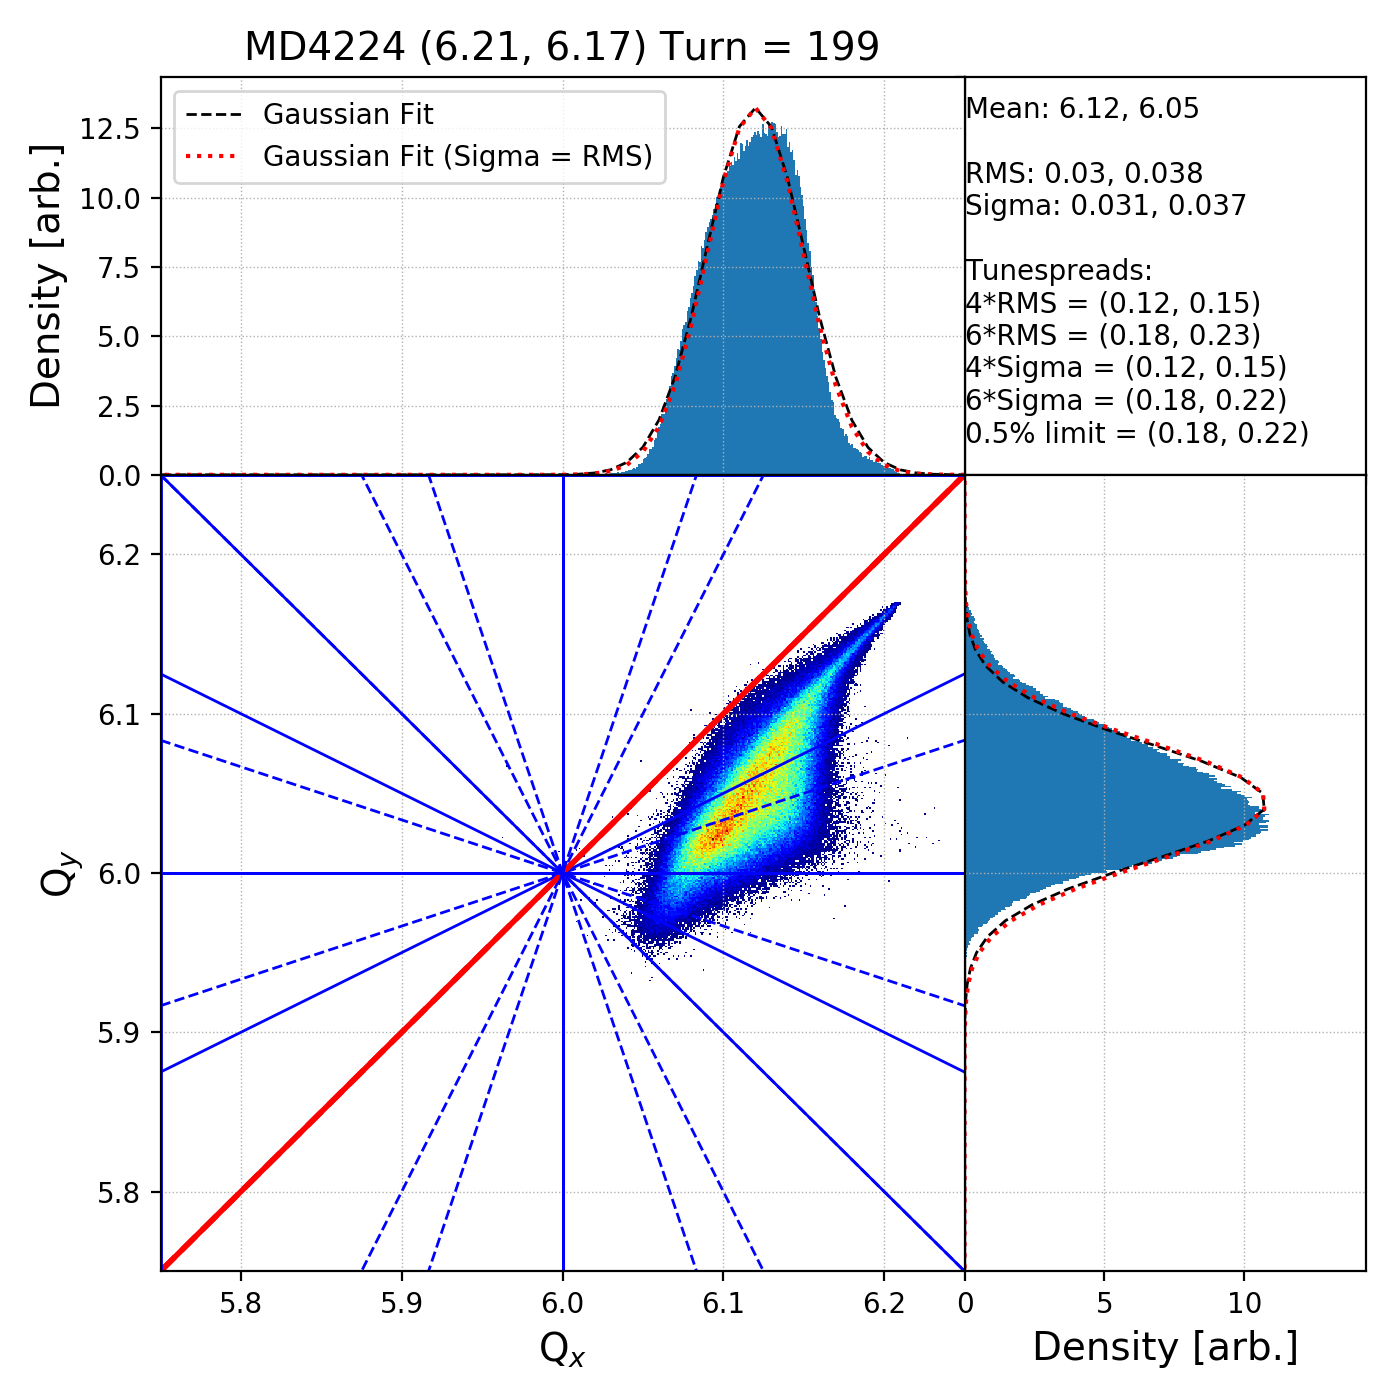 MD4224 (6.21, 6.17) Turn = 199
Gaussian Fit
Gaussian Fit (Sigma = RMS)
Density [arb.]
12.5
10.0
7.5
5.0
2.5
0.0
Mean: 6.12, 6.05
RMS: 0.03, 0.038
Sigma: 0.031, 0.037
Tunespreads:
4*RMS = (0.12, 0.15)
6*RMS = (0.18, 0.23)
4*Sigma = (0.12, 0.15)
6*Sigma = (0.18, 0.22)
0.5% limit = (0.18, 0.22)
Qy
6.2
6.1
6.0
5.9
5.8
5.8 5.9 6.0 6.1 6.2
Qx
0 5 10
Density [arb.]